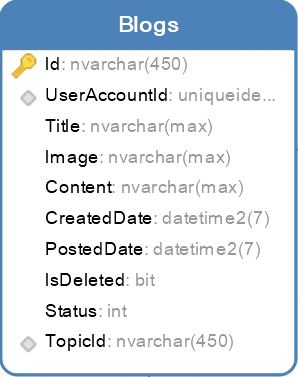 Blogs
Id: nvarchar(450)
UserAccountId: uniqueide...
Title: nvarchar(max)
Image: nvarchar(max)
Content: nvarchar(max)
CreatedDate: datetime2(7)
PostedDate: datetime2(7)
IsDeleted: bit
Status: int
TopicId: nvarchar(450)